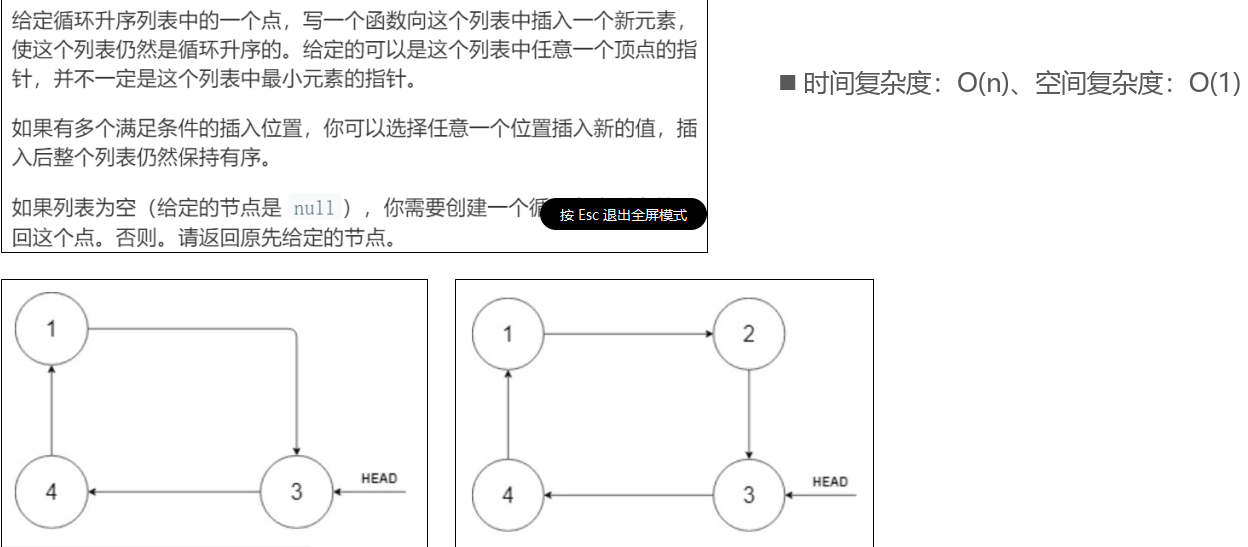 给定循环升序列表中的一个点，写一个函数向这个列表中插入一个新元素，
使这个列表仍然是循环升序的。给定的可以是这个列表中任意一个顶点的指
针，并不一定是这个列表中最小元素的指针。
如果有多个满足条件的插入位置，你可以选择任意一个位置插入新的值，插
入后整个列表仍然保持有序。
如果列表为空（给定的节点是 null），你需要创建一个循
按 Esc 退出全屏模式
回这个点。否则。请返回原先给定的节点。
■ 时间复杂度：O(n)、空间复杂度：O(1)
1
4
3
HEAD
1
2
4
3
HEAD